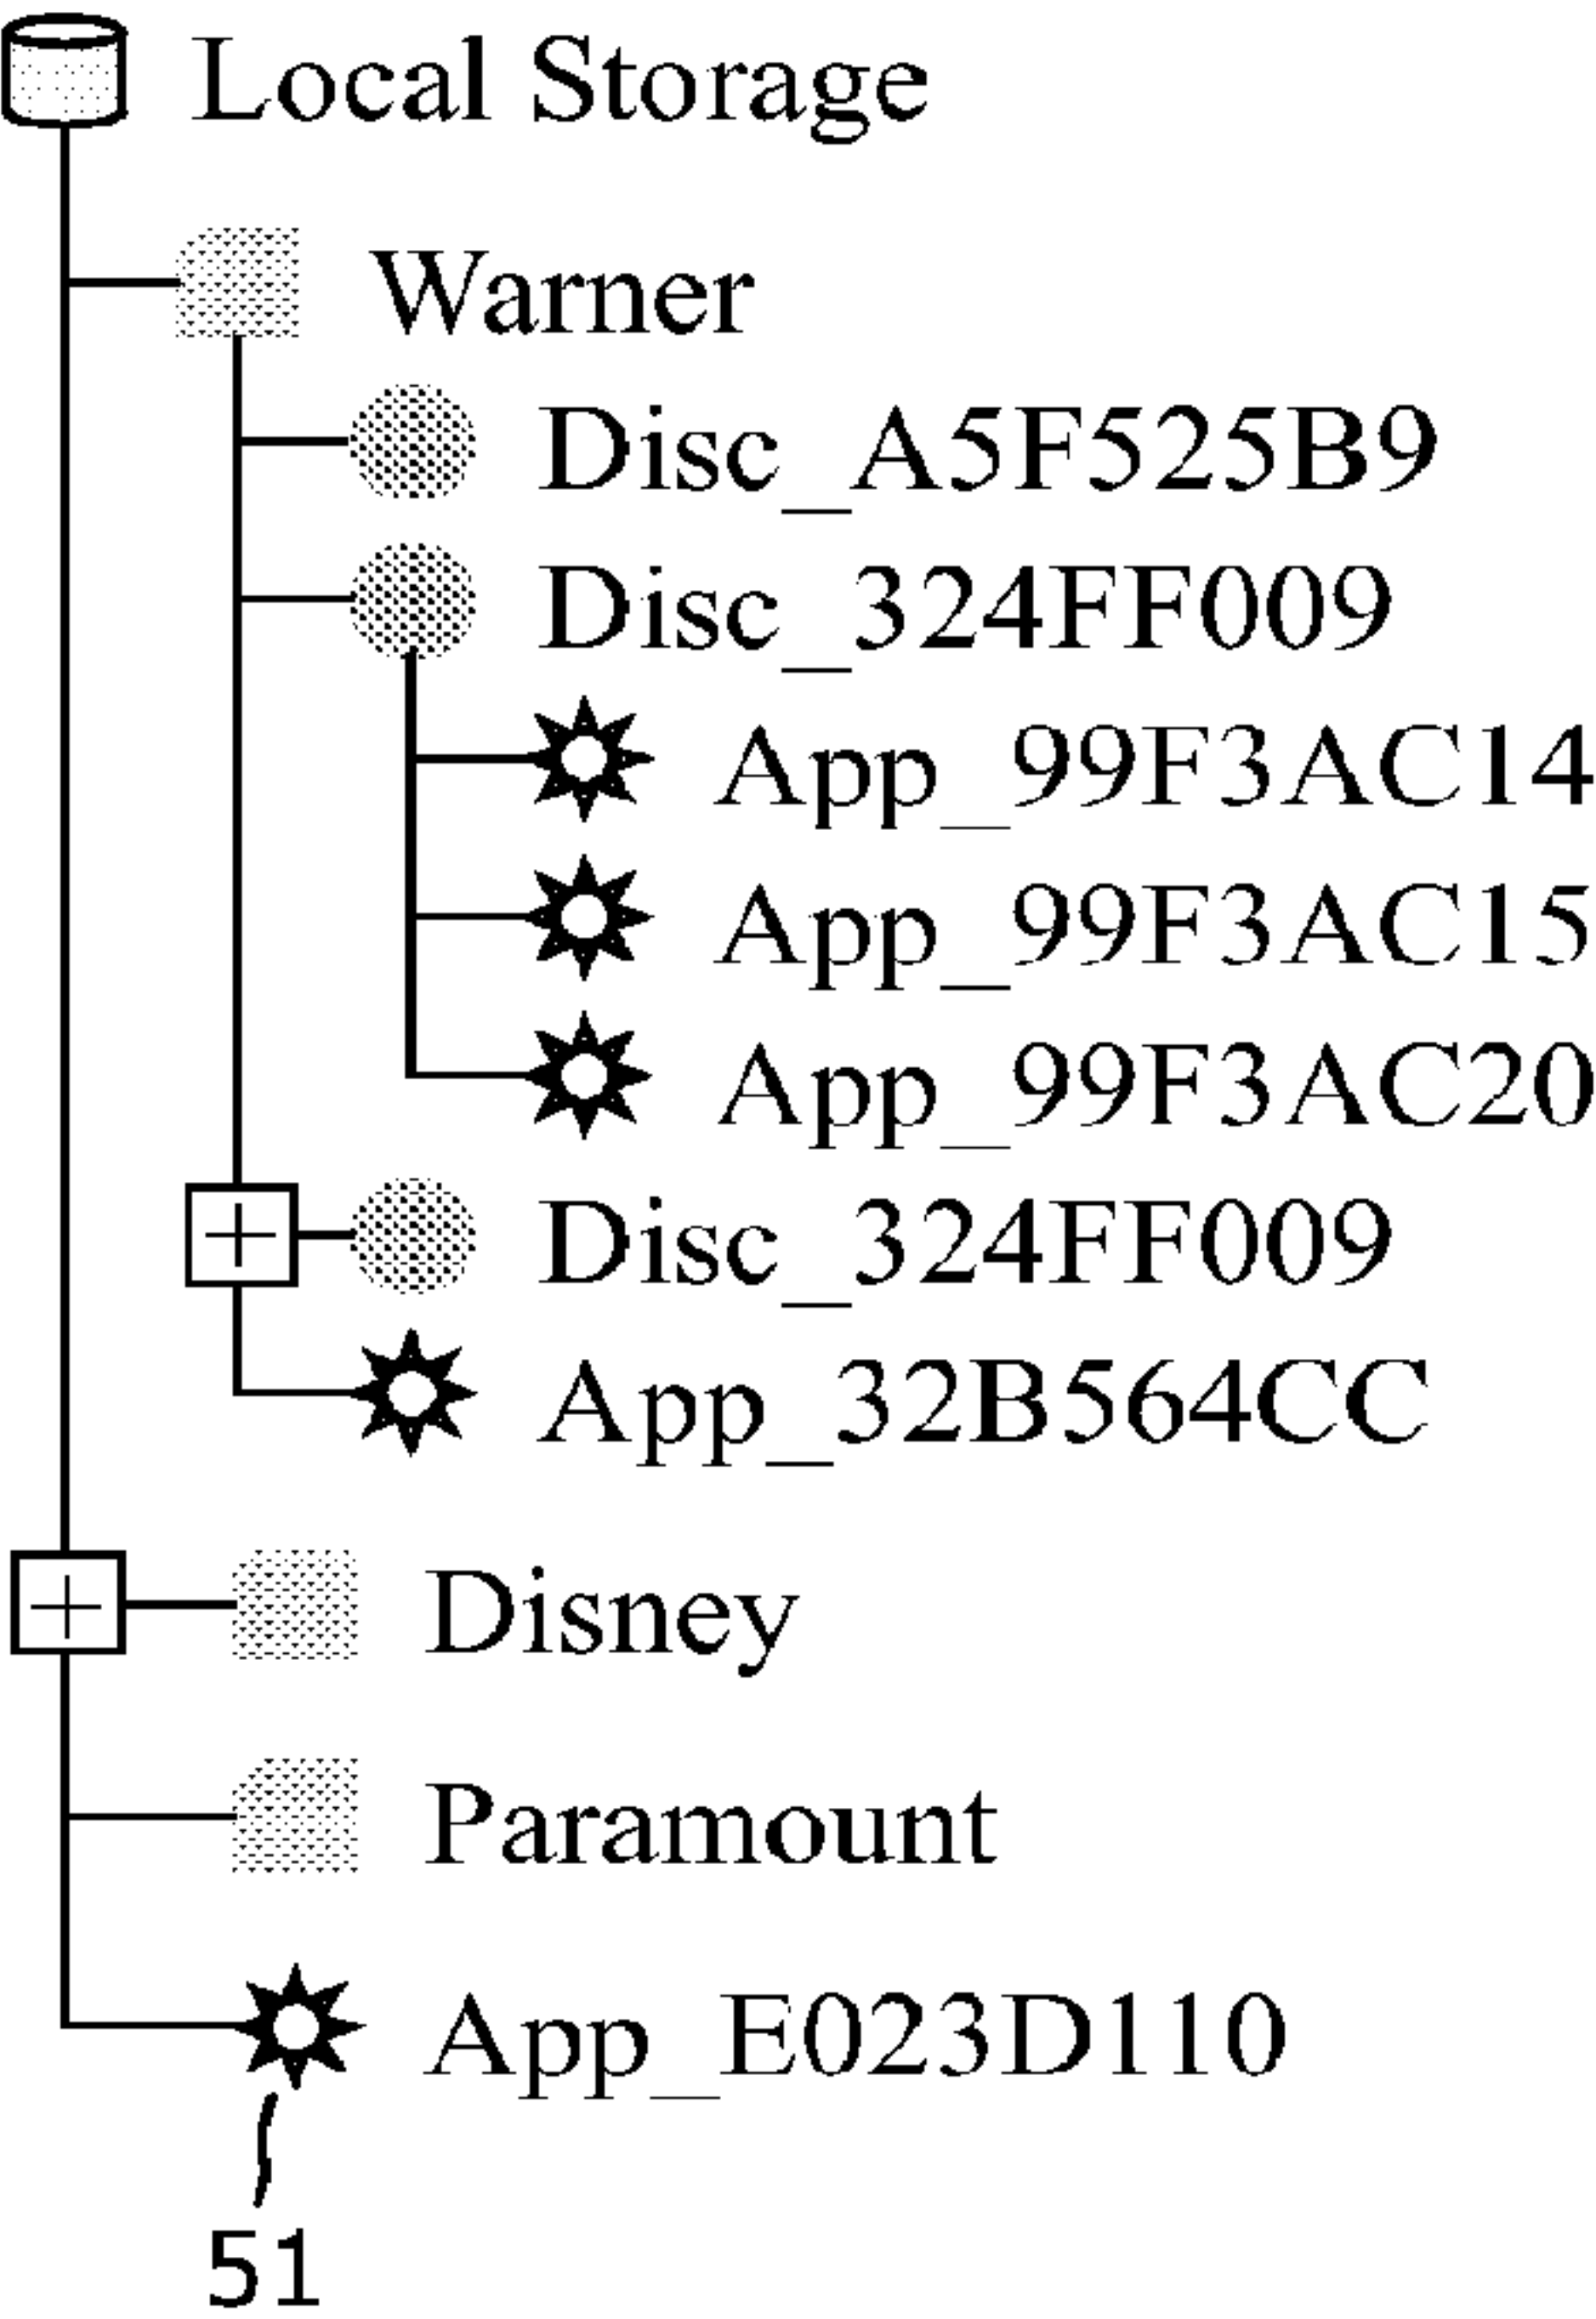 Local Storage
Warner
Disc_A5F525B9
Disc_324FF009
App_99F3AC14
App_99F3AC15
App_99F3AC20
Disc_324FF009
App_32B564CC
Disney
Paramount
App_E023D110
51